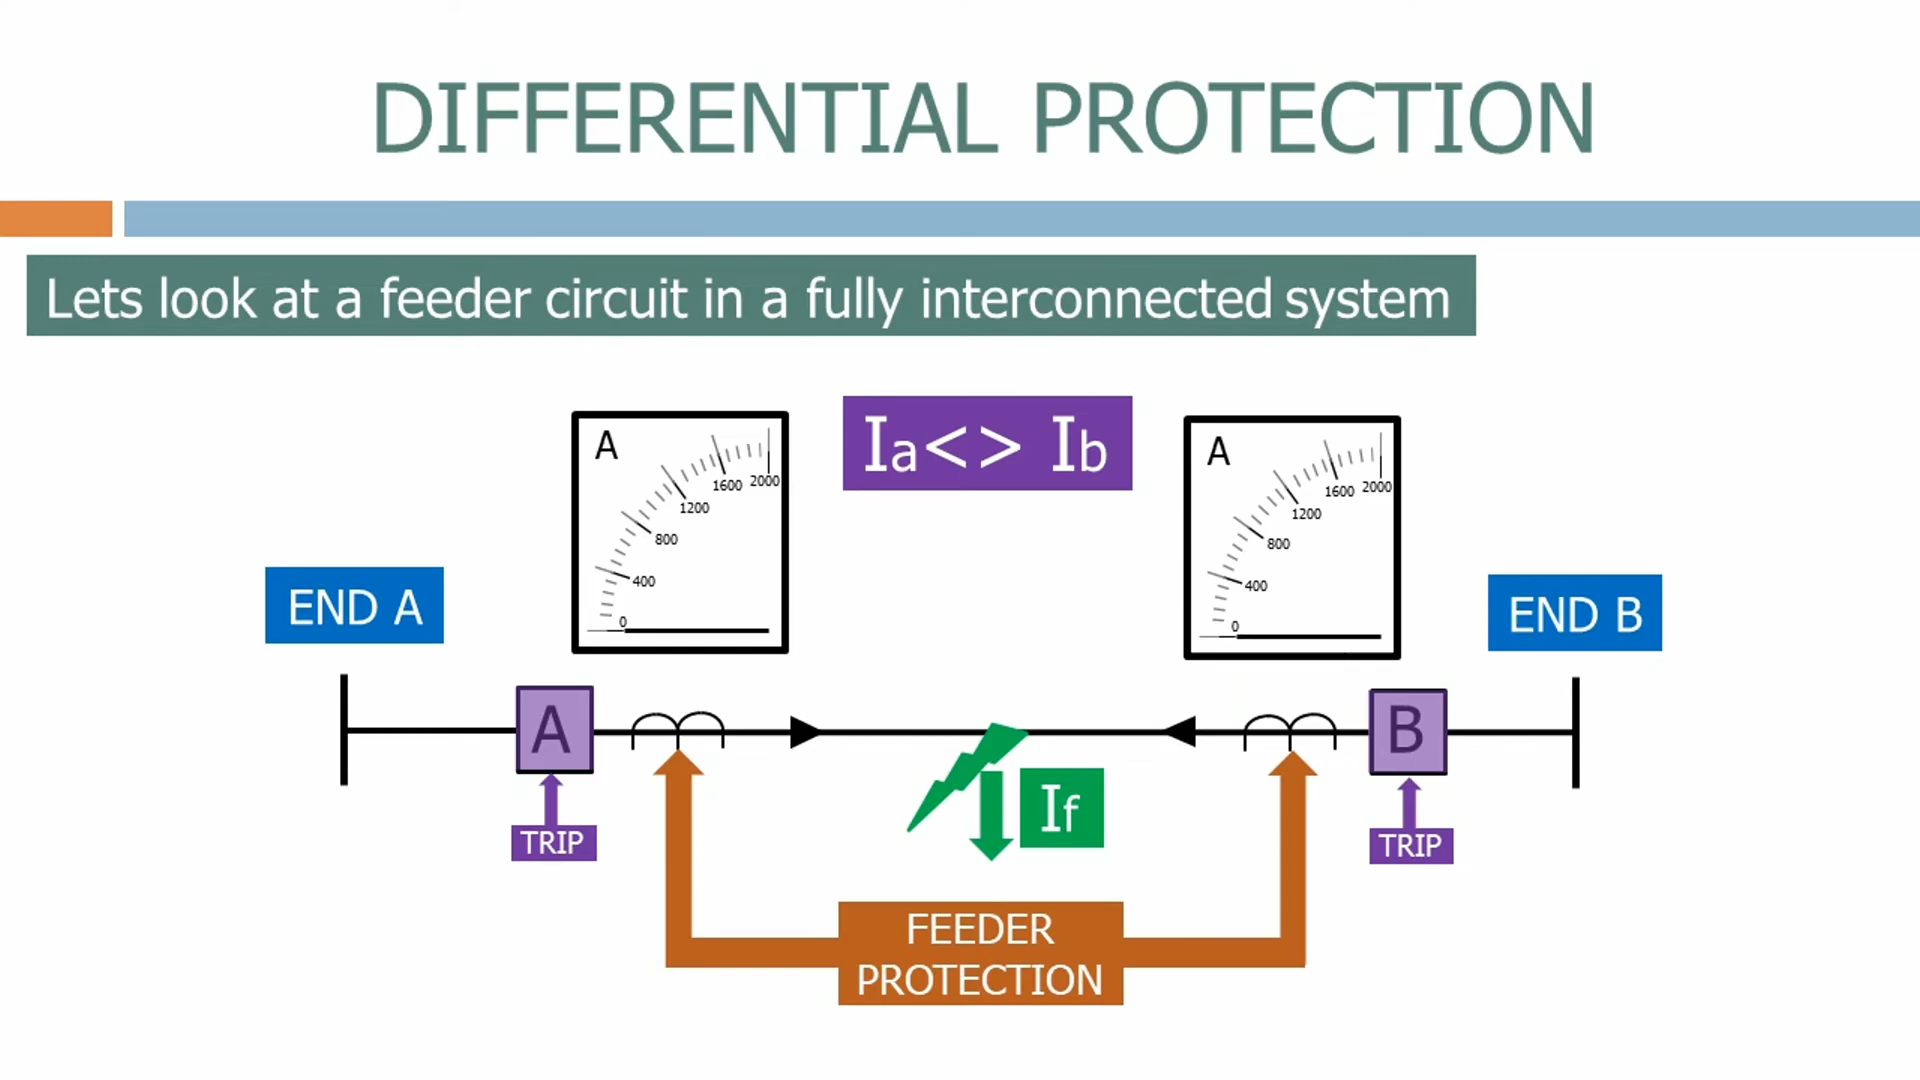 DIFFERENTIAL PROTECTION
Lets look at a feeder circuit in a fully interconnected system
A
0
400
800
1200
1600
2000
Ia<> Ib
A
0
400
800
1200
1600
2000
END A
END B
A
B
TRIP
If
TRIP
FEEDER
PROTECTION